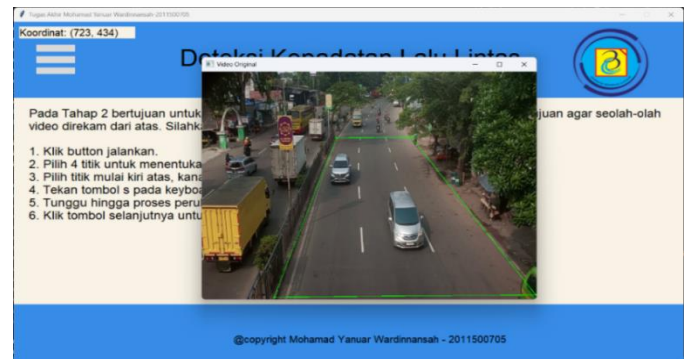 Tugas Akhir Mohamad Yanuar Wardinnansah-2011500705
Koordinat: (723, 434)
Deteksi Kepadatan Lalu Lintas
Video Original
Pada Tahap 2 bertujuan untuk
juan agar seolah-olah
video direkam dari atas. Silahk
1. Klik button jalankan.
2. Pilih 4 titik untuk menentuka
3. Pilih titik mulai kiri atas, kana
4. Tekan tombol s pada keyboa
5. Tunggu hingga proses peru
6. Klik tombol selanjutnya untu
@copyright Mohamad Yanuar Wardinnansah - 2011500705